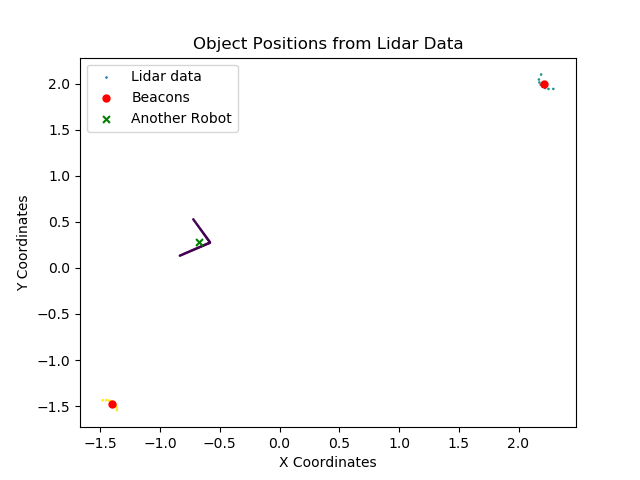 Object Positions from Lidar Data
Lidar data
Beacons
Another Robot
2.0
1.5
1.0
0.5
0.0
−0.5
−1.0
−1.5
Y Coordinates
−1.5 −1.0 −0.5 0.0 0.5 1.0 1.5 2.0
X Coordinates